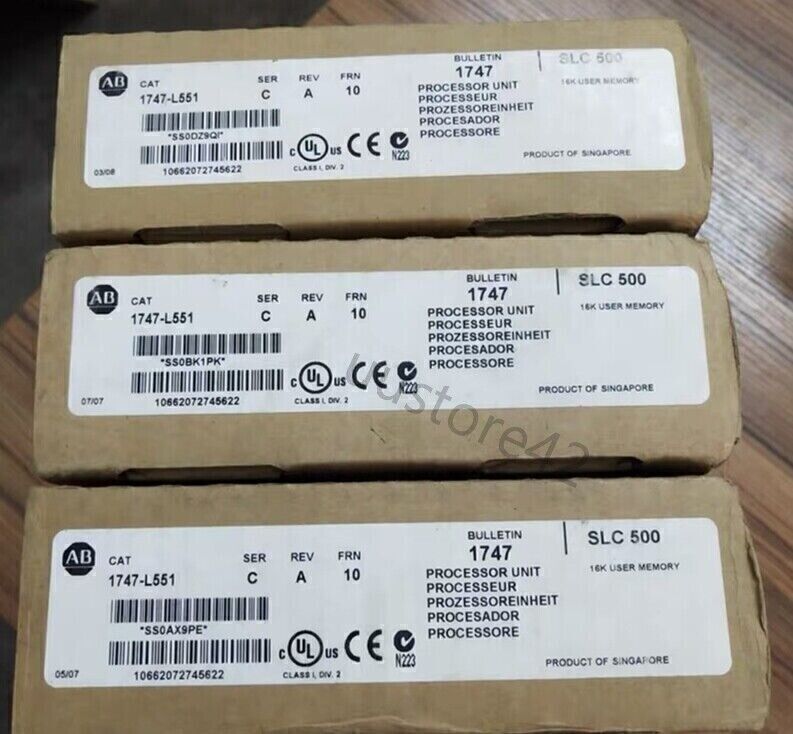 AB
CAT SER REV FRN
1747-L551 C A 10
*SS0DZ9QI*
03/08 10662072745622
C UL US CE N223
CLASS I, DIV. 2
BULLETIN
1747
PROCESSOR UNIT
PROCESSEUR
PROZESSOREINHEIT
PROCESADOR
PROCESSORE
SLC 500
16K USER MEMORY
PRODUCT OF SINGAPORE
AB
CAT SER REV FRN
1747-L551 C A 10
*SS0BK1PK*
07/07 10662072745622
C UL US CE N223
CLASS I, DIV. 2
BULLETIN
1747
PROCESSOR UNIT
PROCESSEUR
PROZESSOREINHEIT
PROCESADOR
PROCESSORE
SLC 500
16K USER MEMORY
PRODUCT OF SINGAPORE
uustore42
AB
CAT SER REV FRN
1747-L551 C A 10
*SS0AX9PE*
05/07 10662072745622
C UL US CE N223
CLASS I, DIV. 2
BULLETIN
1747
PROCESSOR UNIT
PROCESSEUR
PROZESSOREINHEIT
PROCESADOR
PROCESSORE
SLC 500
16K USER MEMORY
PRODUCT OF SINGAPORE